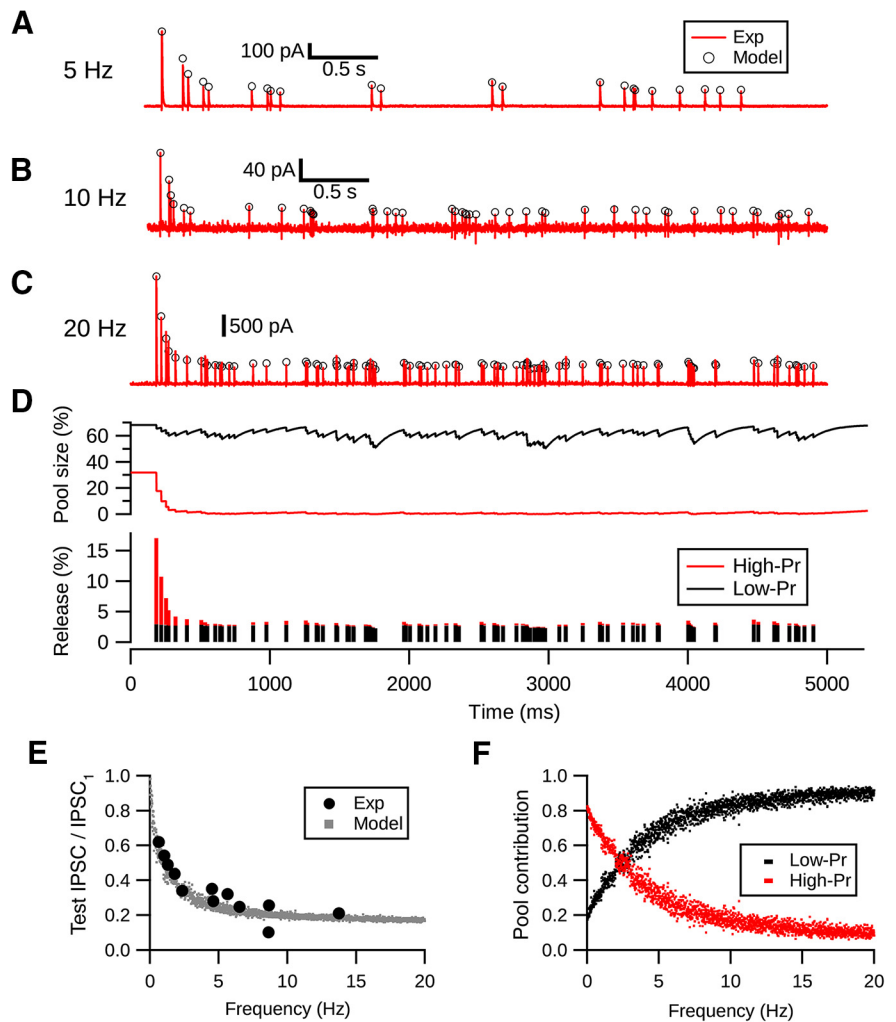 A
5 Hz
100 pA
0.5 s
Exp
Model
B
10 Hz
40 pA
0.5 s
C
20 Hz
500 pA
D
Pool size (%)
60
40
20
0
Release (%)
15
10
5
0
High-Pr
Low-Pr
0 1000 2000 3000 4000 5000
Time (ms)
E
Test IPSC / IPSC1
1.0
0.8
0.6
0.4
0.2
0.0
Exp
Model
0 5 10 15 20
Frequency (Hz)
F
Pool contribution
1.0
0.8
0.6
0.4
0.2
0.0
Low-Pr
High-Pr
0 5 10 15 20
Frequency (Hz)